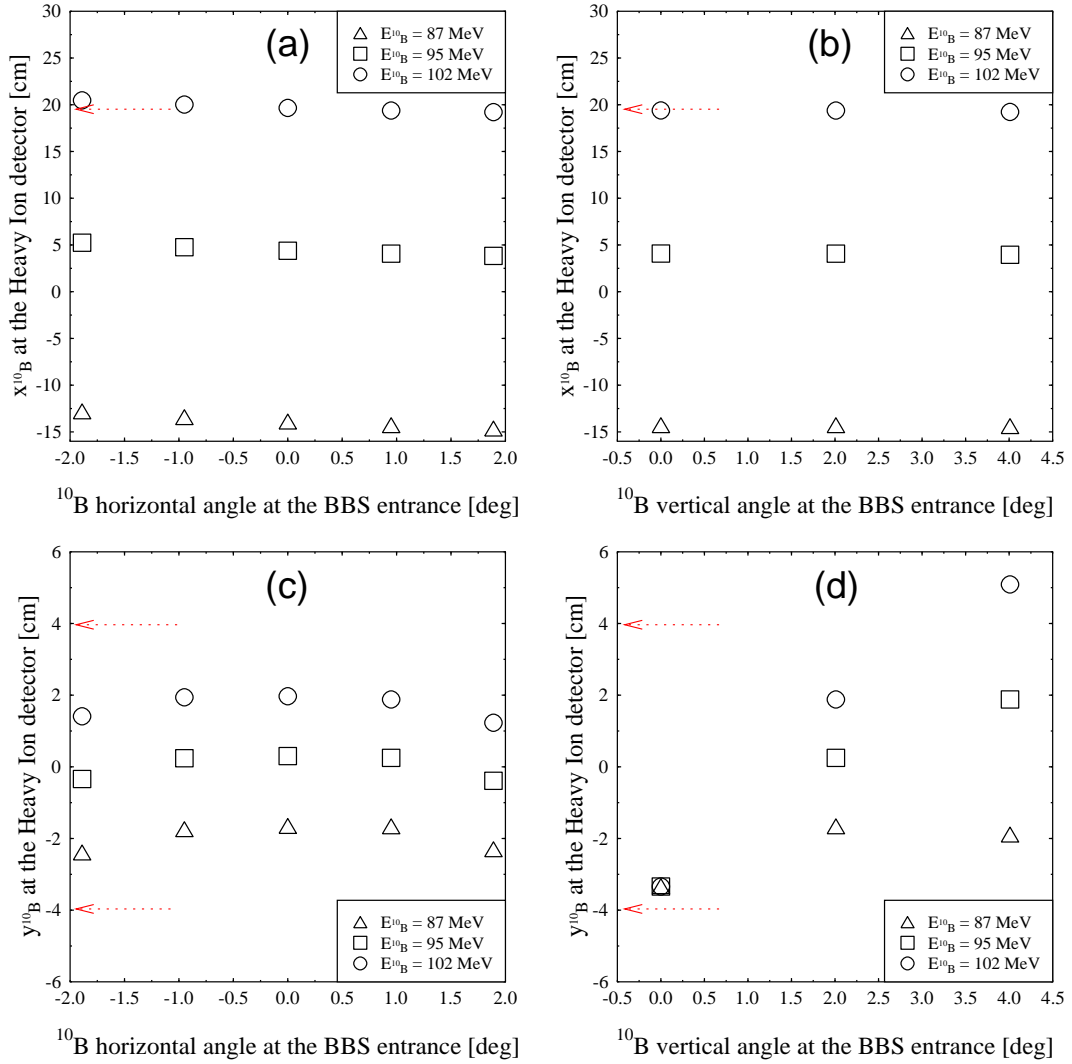 (a)
E¹⁰B = 87 MeV
E¹⁰B = 95 MeV
E¹⁰B = 102 MeV
x¹⁰B at the Heavy Ion detector [cm]
30
25
20
15
10
5
0
-5
-10
-15
-2.0 -1.5 -1.0 -0.5 0.0 0.5 1.0 1.5 2.0
¹⁰B horizontal angle at the BBS entrance [deg]
(b)
E¹⁰B = 87 MeV
E¹⁰B = 95 MeV
E¹⁰B = 102 MeV
x¹⁰B at the Heavy Ion detector [cm]
30
25
20
15
10
5
0
-5
-10
-15
-0.5 0.0 0.5 1.0 1.5 2.0 2.5 3.0 3.5 4.0 4.5
¹⁰B vertical angle at the BBS entrance [deg]
(c)
y¹⁰B at the Heavy Ion detector [cm]
6
4
2
0
-2
-4
-6
E¹⁰B = 87 MeV
E¹⁰B = 95 MeV
E¹⁰B = 102 MeV
-2.0 -1.5 -1.0 -0.5 0.0 0.5 1.0 1.5 2.0
¹⁰B horizontal angle at the BBS entrance [deg]
(d)
y¹⁰B at the Heavy Ion detector [cm]
6
4
2
0
-2
-4
-6
E¹⁰B = 87 MeV
E¹⁰B = 95 MeV
E¹⁰B = 102 MeV
-0.5 0.0 0.5 1.0 1.5 2.0 2.5 3.0 3.5 4.0 4.5
¹⁰B vertical angle at the BBS entrance [deg]